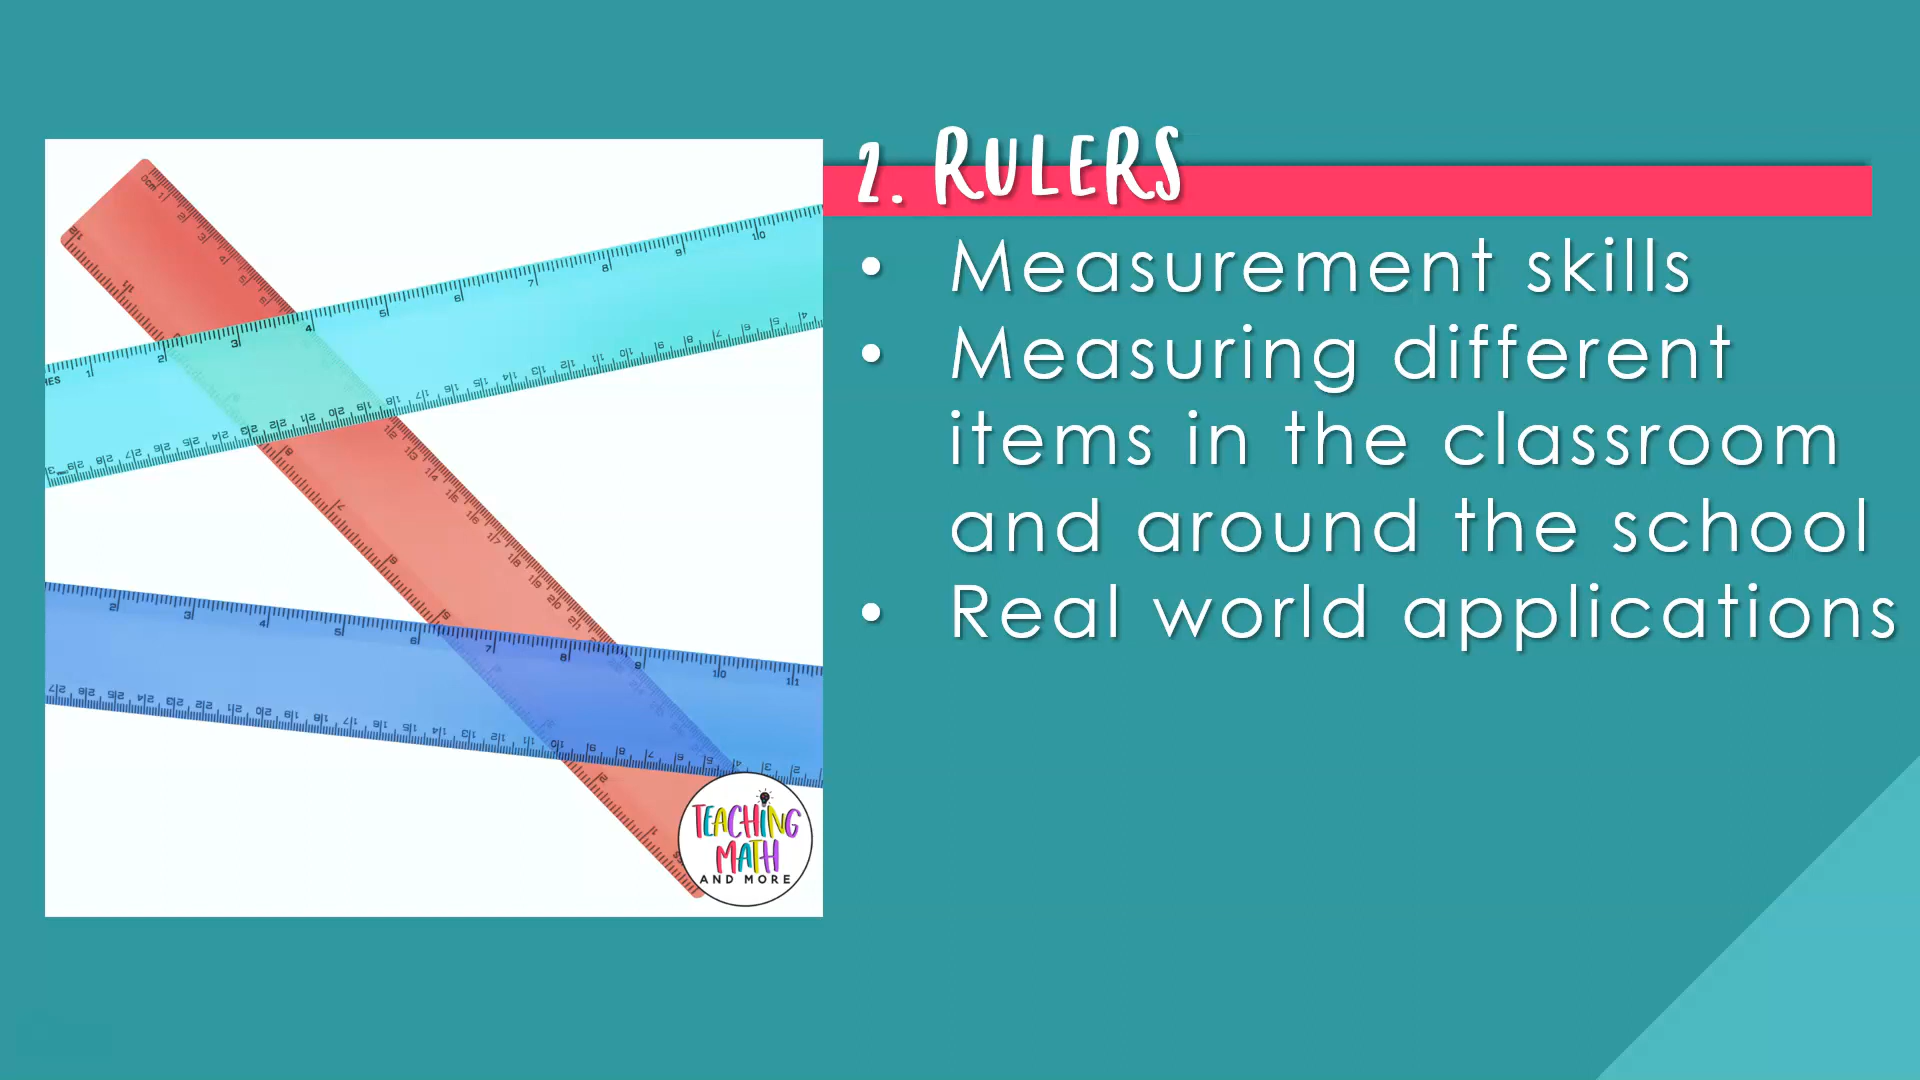 2. RULERS
• Measurement skills
• Measuring different
items in the classroom
and around the school
• Real world applications
TEACHING
MATH
AND MORE